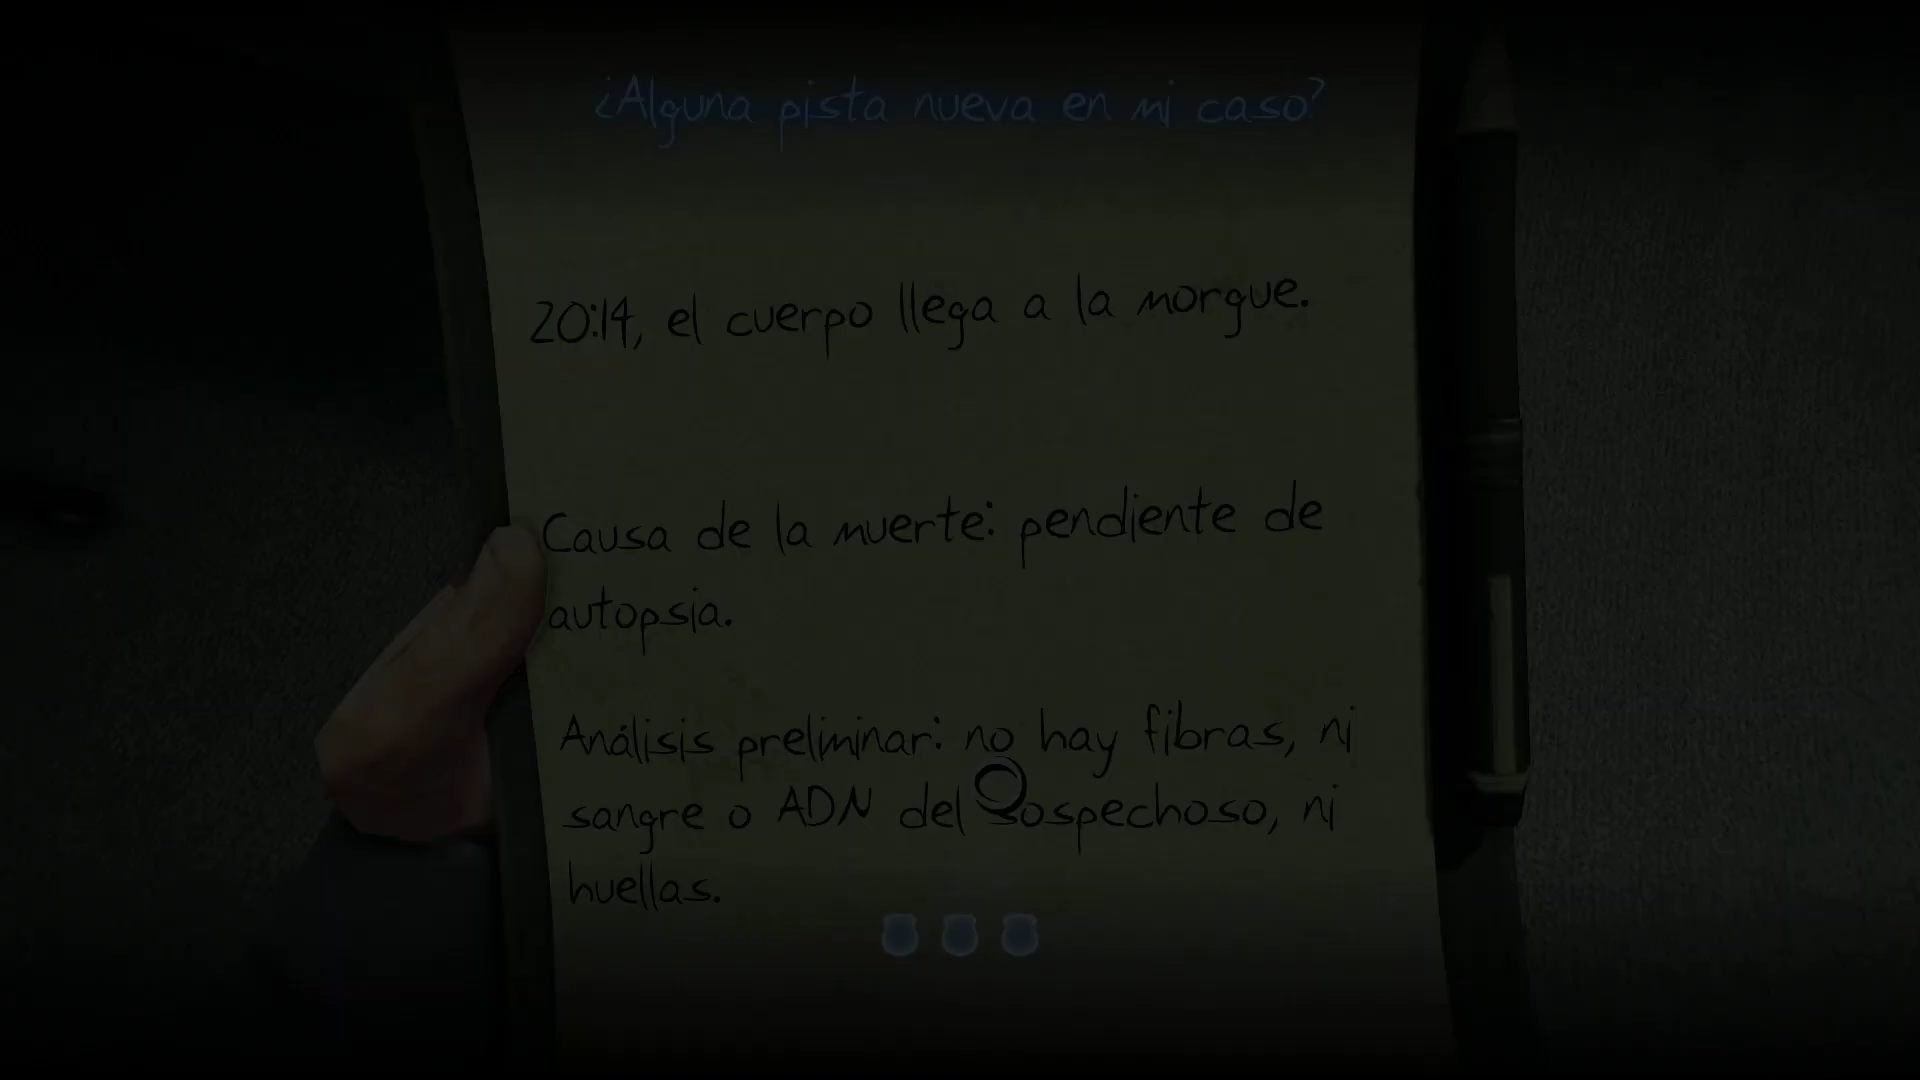 ¿Alguna pista nueva en mi caso?
20:14, el cuerpo llega a la morgue.
Causa de la muerte: pendiente de
autopsia.
Análisis preliminar: no hay fibras, ni
sangre o ADN del sospechoso, ni
huellas.